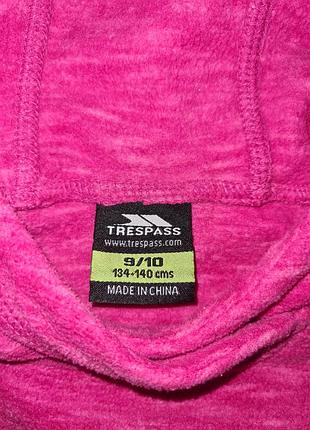 TRESPASS
www.trespass.com
9/10
134-140 cms
MADE IN CHINA